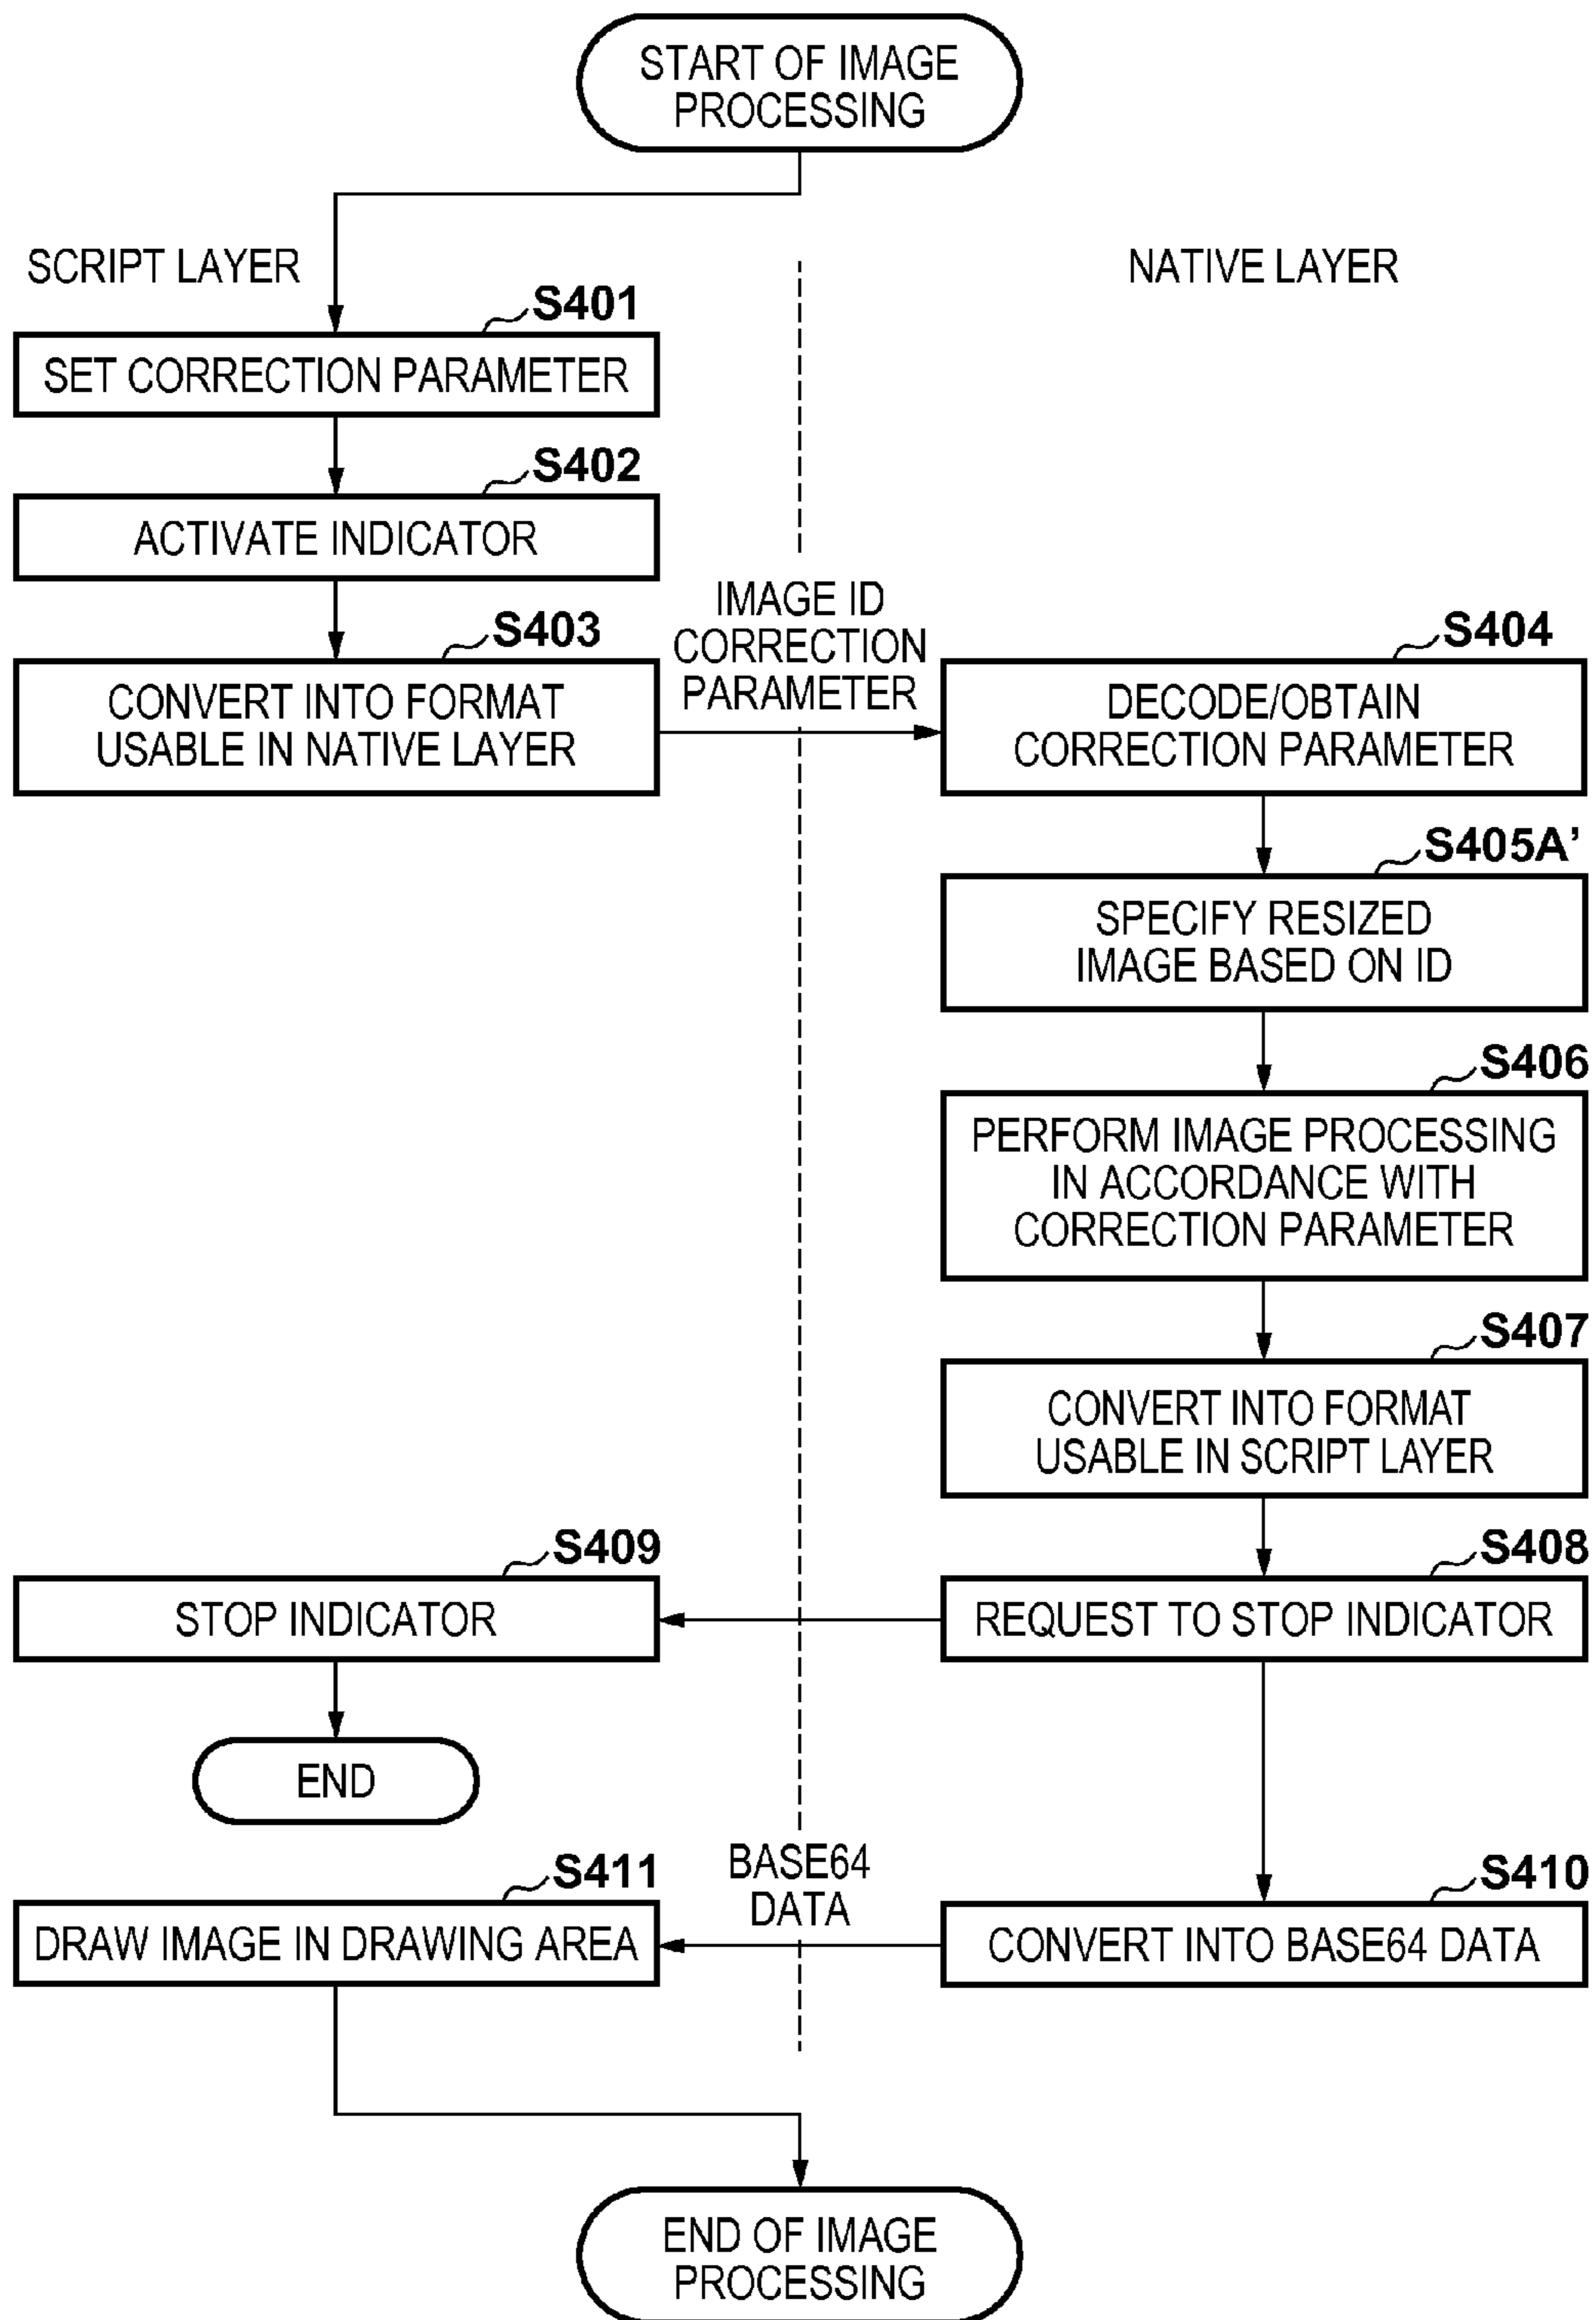 START OF IMAGE
PROCESSING
SCRIPT LAYER
NATIVE LAYER
S401
SET CORRECTION PARAMETER
S402
ACTIVATE INDICATOR
S403
CONVERT INTO FORMAT
USABLE IN NATIVE LAYER
IMAGE ID
CORRECTION
PARAMETER
S404
DECODE/OBTAIN
CORRECTION PARAMETER
S405A’
SPECIFY RESIZED
IMAGE BASED ON ID
S406
PERFORM IMAGE PROCESSING
IN ACCORDANCE WITH
CORRECTION PARAMETER
S407
CONVERT INTO FORMAT
USABLE IN SCRIPT LAYER
S408
REQUEST TO STOP INDICATOR
S409
STOP INDICATOR
END
S410
CONVERT INTO BASE64 DATA
BASE64
DATA
S411
DRAW IMAGE IN DRAWING AREA
END OF IMAGE
PROCESSING